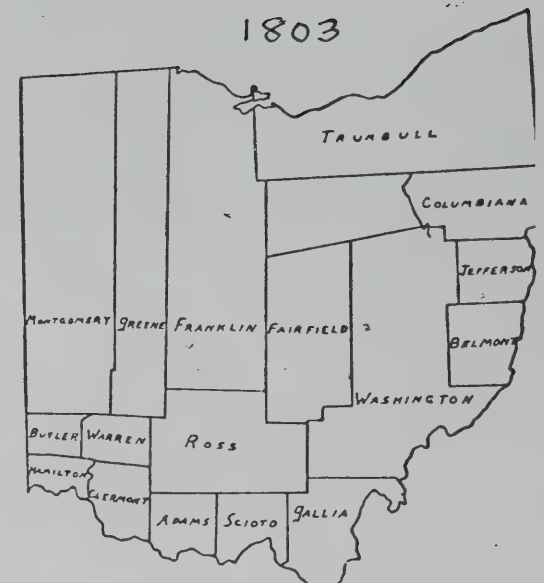 1803
TRUMBULL
COLUMBIANA
JEFFERSON
MONTGOMERY
GREENE
FRANKLIN
FAIRFIELD
BELMONT
WASHINGTON
BUTLER
WARREN
ROSS
HAMILTON
CLERMONT
ADAMS
SCIOTO
GALLIA